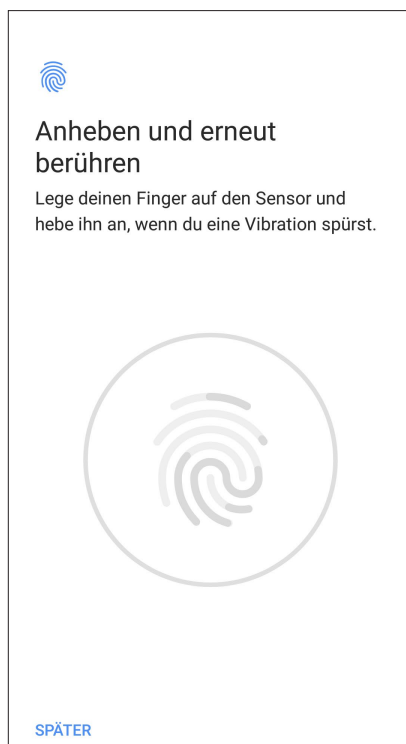 Anheben und erneut
berühren
Lege deinen Finger auf den Sensor und
hebe ihn an, wenn du eine Vibration spürst.
SPÄTER